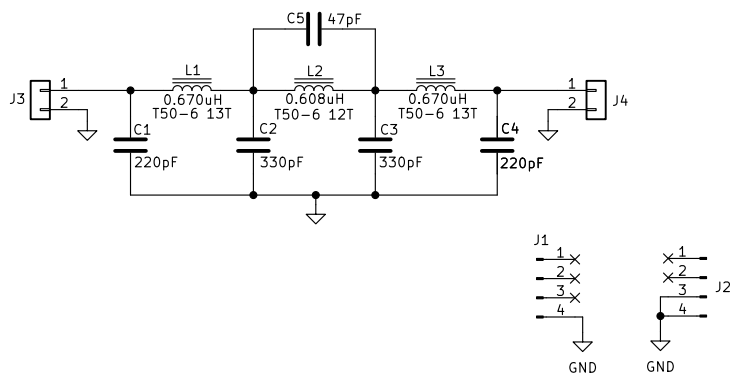 C5 47pF
L1 L2 L3
J3 1 0.670uH 0.608uH 0.670uH 1 J4
2 T50-6 13T T50-6 12T T50-6 13T 2
C1 C2 C3 C4
220pF 330pF 330pF 220pF
J1
1 1
2 2
3 3 J2
4 4
GND GND